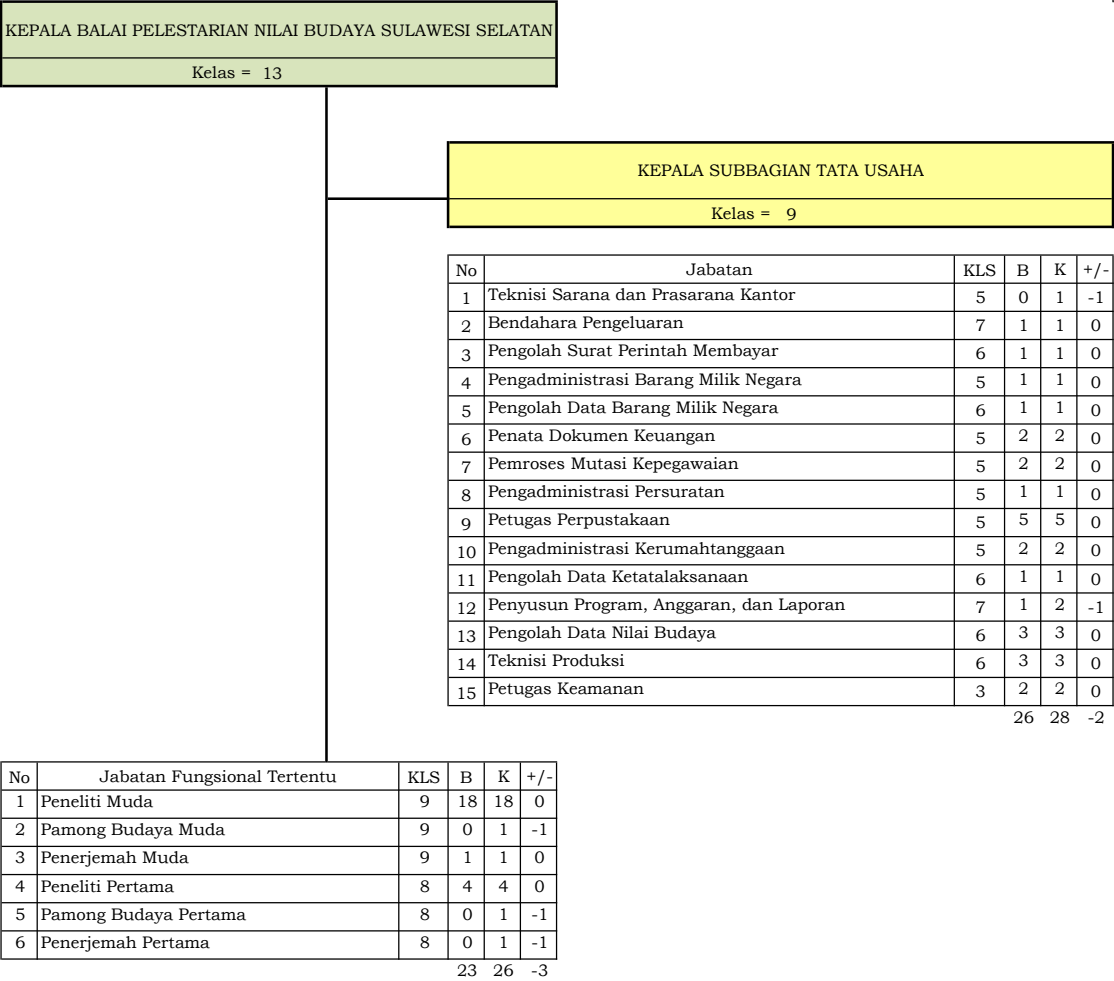 KEPALA BALAI PELESTARIAN NILAI BUDAYA SULAWESI SELATAN
Kelas = 13
KEPALA SUBBAGIAN TATA USAHA
Kelas = 9
No Jabatan KLS B K +/-
1 Teknisi Sarana dan Prasarana Kantor 5 0 1 -1
2 Bendahara Pengeluaran 7 1 1 0
3 Pengolah Surat Perintah Membayar 6 1 1 0
4 Pengadministrasi Barang Milik Negara 5 1 1 0
5 Pengolah Data Barang Milik Negara 6 1 1 0
6 Penata Dokumen Keuangan 5 2 2 0
7 Pemroses Mutasi Kepegawaian 5 2 2 0
8 Pengadministrasi Persuratan 5 1 1 0
9 Petugas Perpustakaan 5 5 5 0
10 Pengadministrasi Kerumahtanggaan 5 2 2 0
11 Pengolah Data Ketatalaksanaan 6 1 1 0
12 Penyusun Program, Anggaran, dan Laporan 7 1 2 -1
13 Pengolah Data Nilai Budaya 6 3 3 0
14 Teknisi Produksi 6 3 3 0
15 Petugas Keamanan 3 2 2 0
26 28 -2
No Jabatan Fungsional Tertentu KLS B K +/-
1 Peneliti Muda 9 18 18 0
2 Pamong Budaya Muda 9 0 1 -1
3 Penerjemah Muda 9 1 1 0
4 Peneliti Pertama 8 4 4 0
5 Pamong Budaya Pertama 8 0 1 -1
6 Penerjemah Pertama 8 0 1 -1
23 26 -3